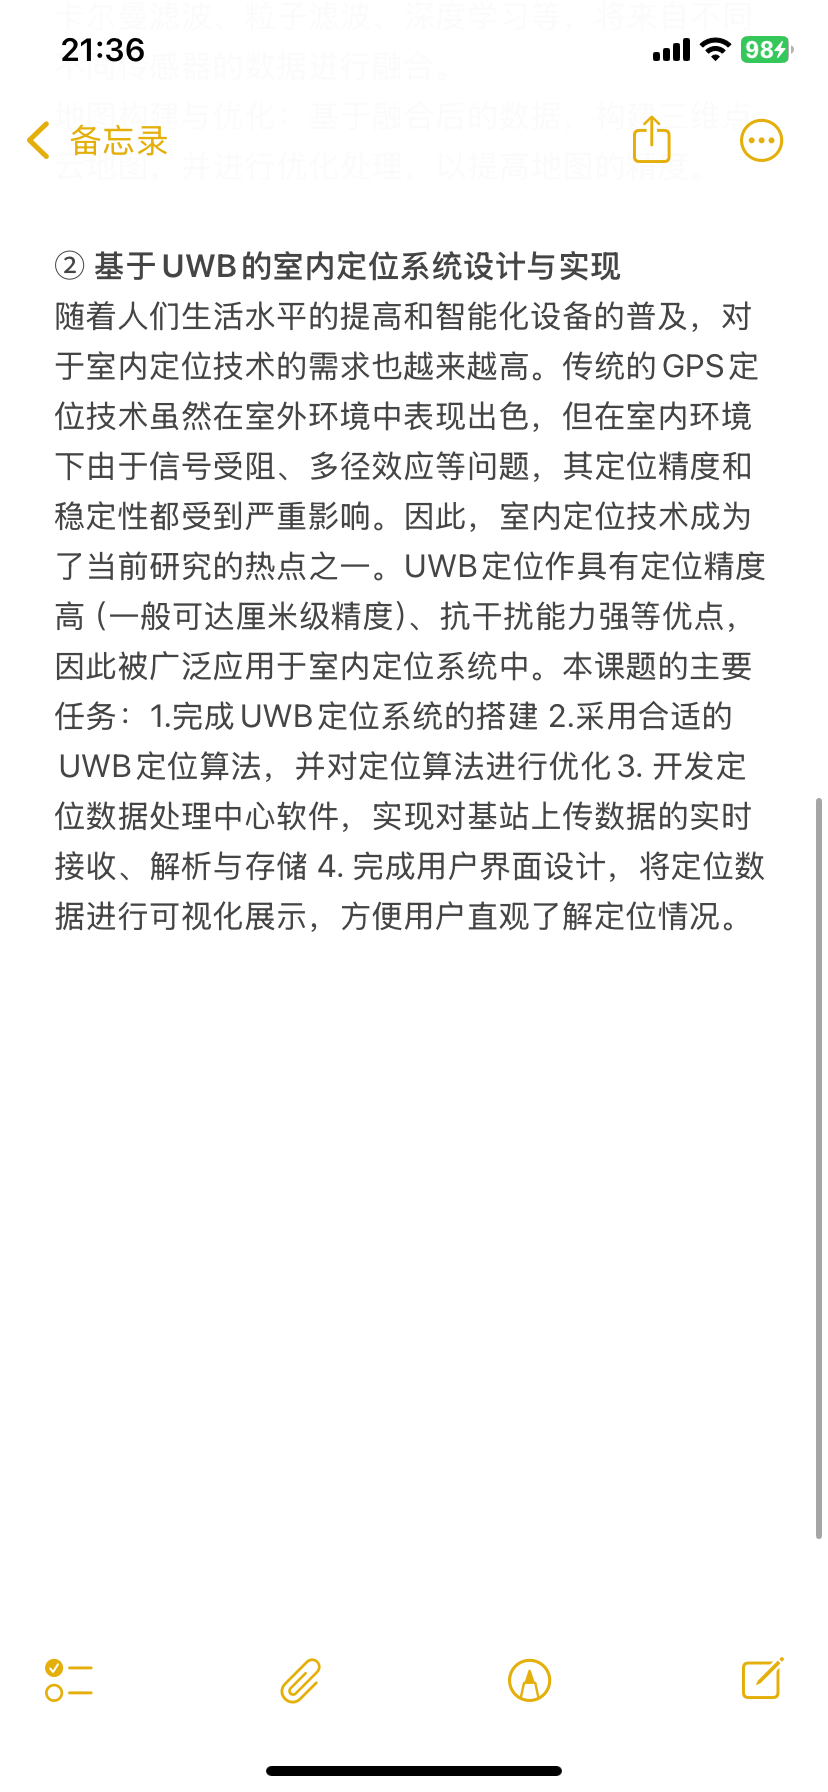 卡尔曼滤波、粒子滤波、深度学习等，将来自不同
21:36
98
不同传感器的数据进行融合。
地图构建与优化：基于融合后的数据，构建三维点
备忘录
云地图，并进行优化处理，以提高地图的精度。
② 基于UWB的室内定位系统设计与实现
随着人们生活水平的提高和智能化设备的普及，对
于室内定位技术的需求也越来越高。传统的GPS定
位技术虽然在室外环境中表现出色，但在室内环境
下由于信号受阻、多径效应等问题，其定位精度和
稳定性都受到严重影响。因此，室内定位技术成为
了当前研究的热点之一。UWB定位作具有定位精度
高（一般可达厘米级精度）、抗干扰能力强等优点，
因此被广泛应用于室内定位系统中。本课题的主要
任务：1.完成UWB定位系统的搭建 2.采用合适的
UWB定位算法，并对定位算法进行优化3. 开发定
位数据处理中心软件，实现对基站上传数据的实时
接收、解析与存储 4. 完成用户界面设计，将定位数
据进行可视化展示，方便用户直观了解定位情况。